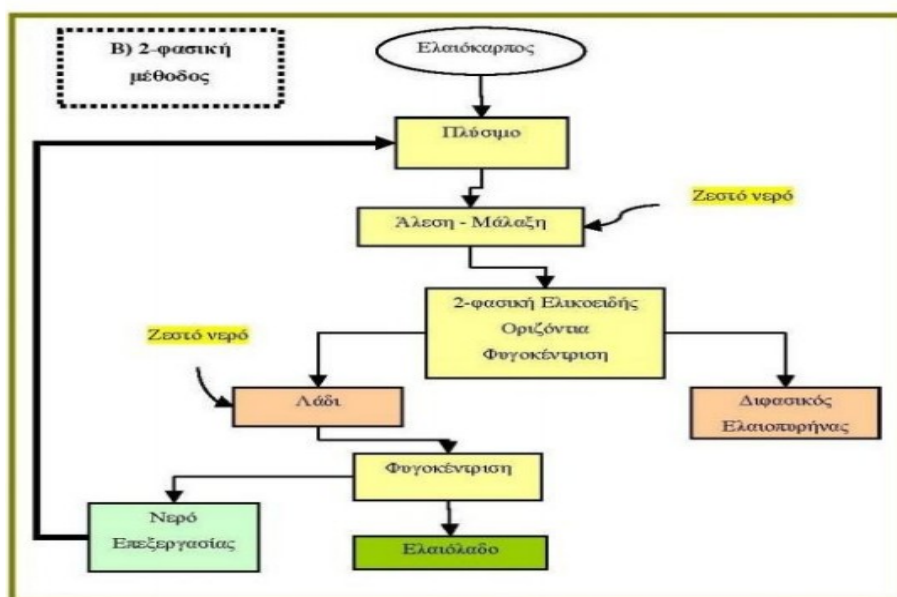 Β) 2-φασική
μέθοδος
Ελαιόκαρπος
Πλύσιμο
Ζεστό νερό
Άλεση - Μάλαξη
2-φασική Ελικοειδής
Οριζόντια
Φυγοκέντριση
Ζεστό νερό
Λάδι
Διφασικός
Ελαιοπυρήνας
Φυγοκέντριση
Νερό
Επεξεργασίας
Ελαιόλαδο